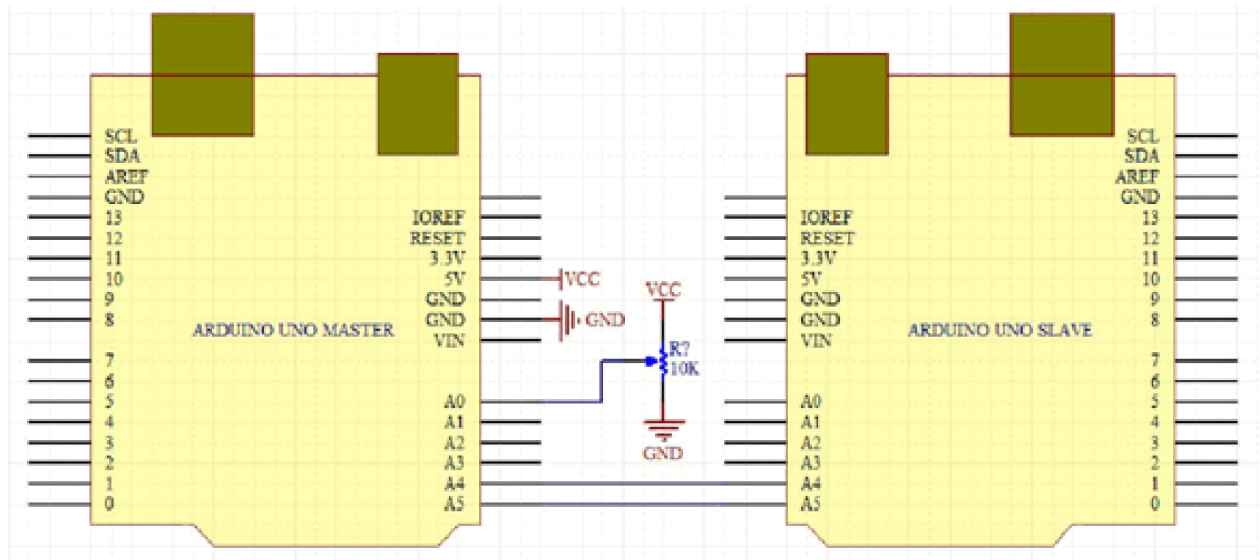 SCL
SDA
AREF
GND
13
12
11
10
9
8
7
6
5
4
3
2
1
0
ARDUINO UNO MASTER
IOREF
RESET
3.3V
5V
GND
GND
VIN
A0
A1
A2
A3
A4
A5
VCC
GND
VCC
R?
10K
GND
IOREF
RESET
3.3V
5V
GND
GND
VIN
A0
A1
A2
A3
A4
A5
ARDUINO UNO SLAVE
SCL
SDA
AREF
GND
13
12
11
10
9
8
7
6
5
4
3
2
1
0